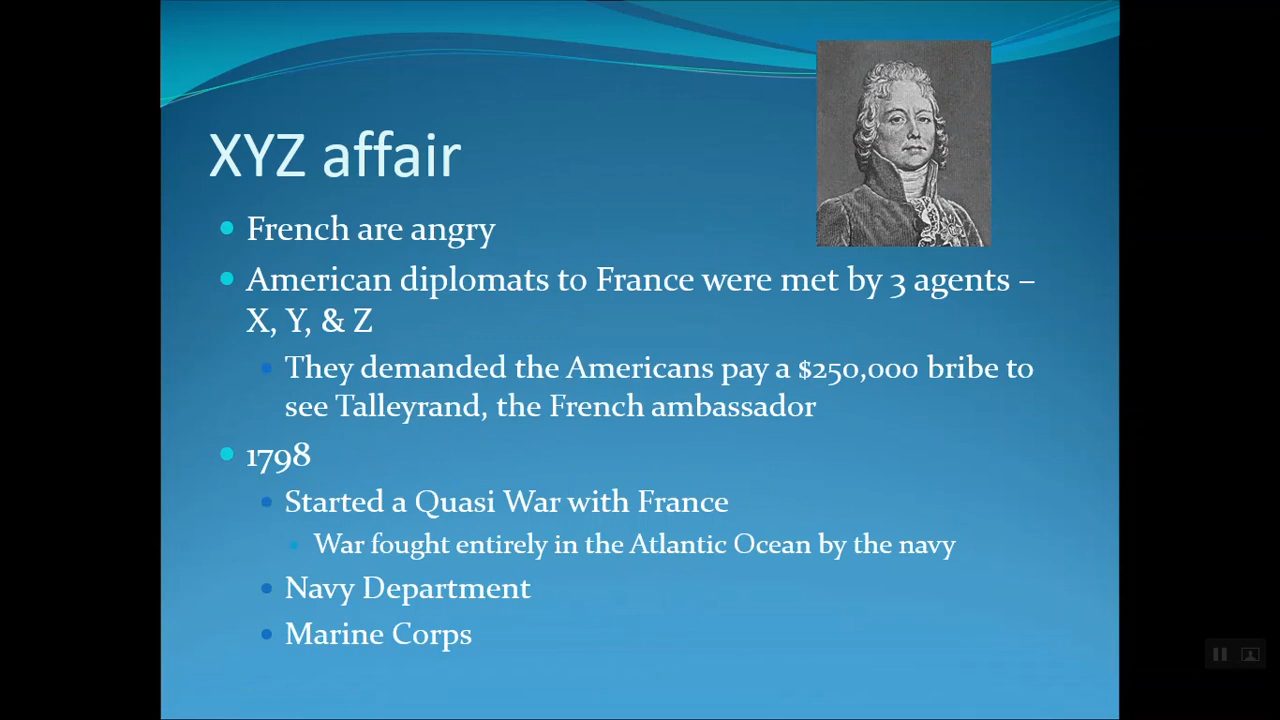 XYZ affair
French are angry
American diplomats to France were met by 3 agents –
X, Y, & Z
They demanded the Americans pay a $250,000 bribe to
see Talleyrand, the French ambassador
1798
Started a Quasi War with France
War fought entirely in the Atlantic Ocean by the navy
Navy Department
Marine Corps